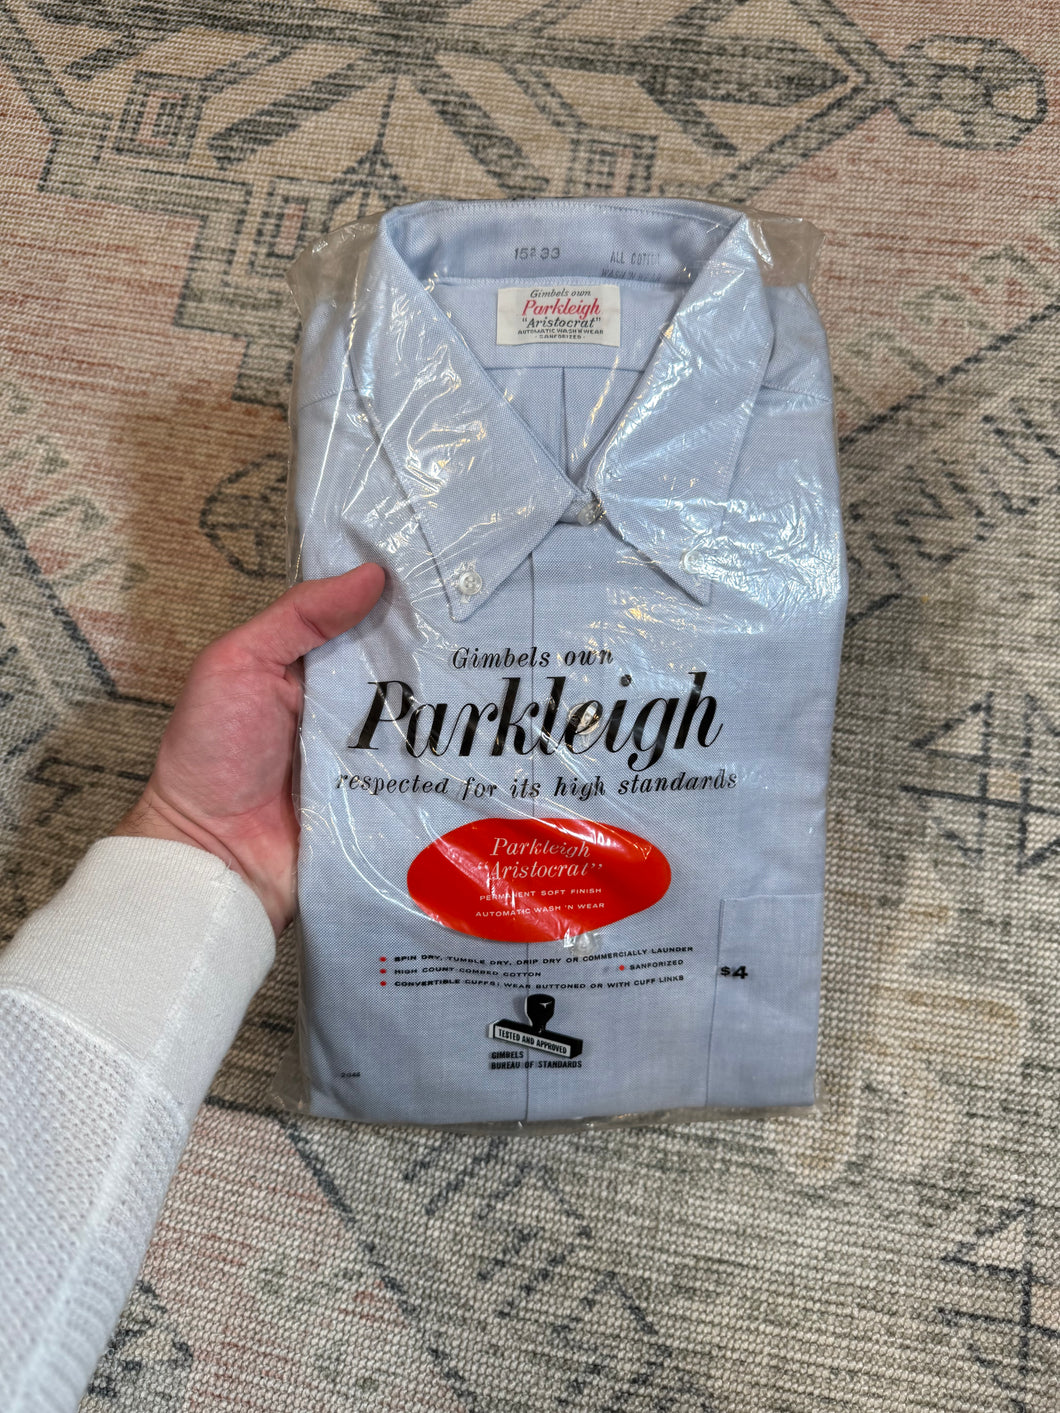 15² 33
ALL COTTON
WASH 'N WEAR
Gimbels own
Parkleigh
"Aristocrat"
AUTOMATIC WASH 'N' WEAR
· SANFORIZED ·
Gimbels own
Parkleigh
respected for its high standards
Parkleigh
"Aristocrat"
PERMANENT SOFT FINISH
AUTOMATIC WASH 'N WEAR
• SPIN DRY, TUMBLE DRY, DRIP DRY OR COMMERCIALLY LAUNDER
• HIGH COUNT COMBED COTTON • SANFORIZED
• CONVERTIBLE CUFFS: WEAR BUTTONED OR WITH CUFF LINKS
$4
TESTED AND APPROVED
GIMBELS
BUREAU OF STANDARDS